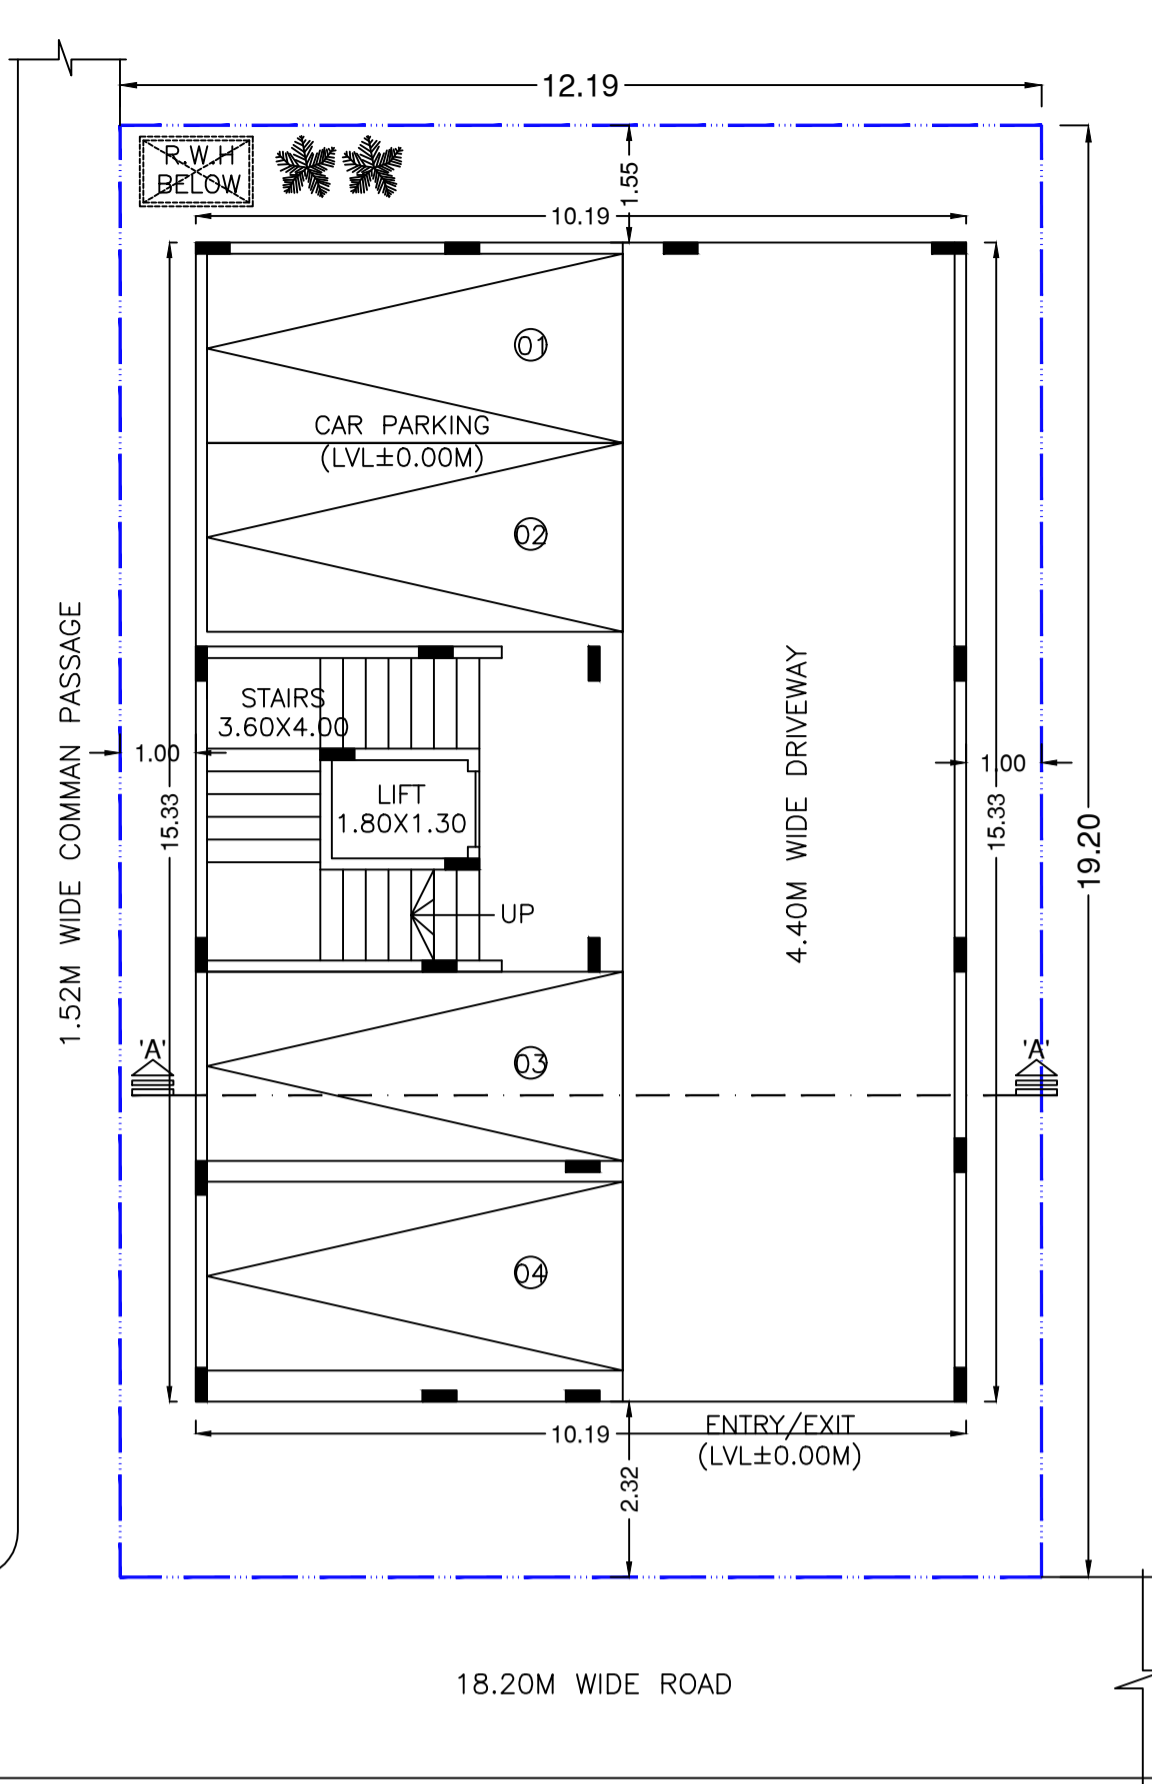 12.19
R.W.H
BELOW
1.55
10.19
01
CAR PARKING
(LVL±0.00M)
02
STAIRS
3.60X4.00
1.00
1.00
LIFT
1.80X1.30
15.33
15.33
19.20
4.40M WIDE DRIVEWAY
1.52M WIDE COMMAN PASSAGE
UP
'A'
'A'
03
04
ENTRY/EXIT
(LVL±0.00M)
10.19
2.32
18.20M WIDE ROAD